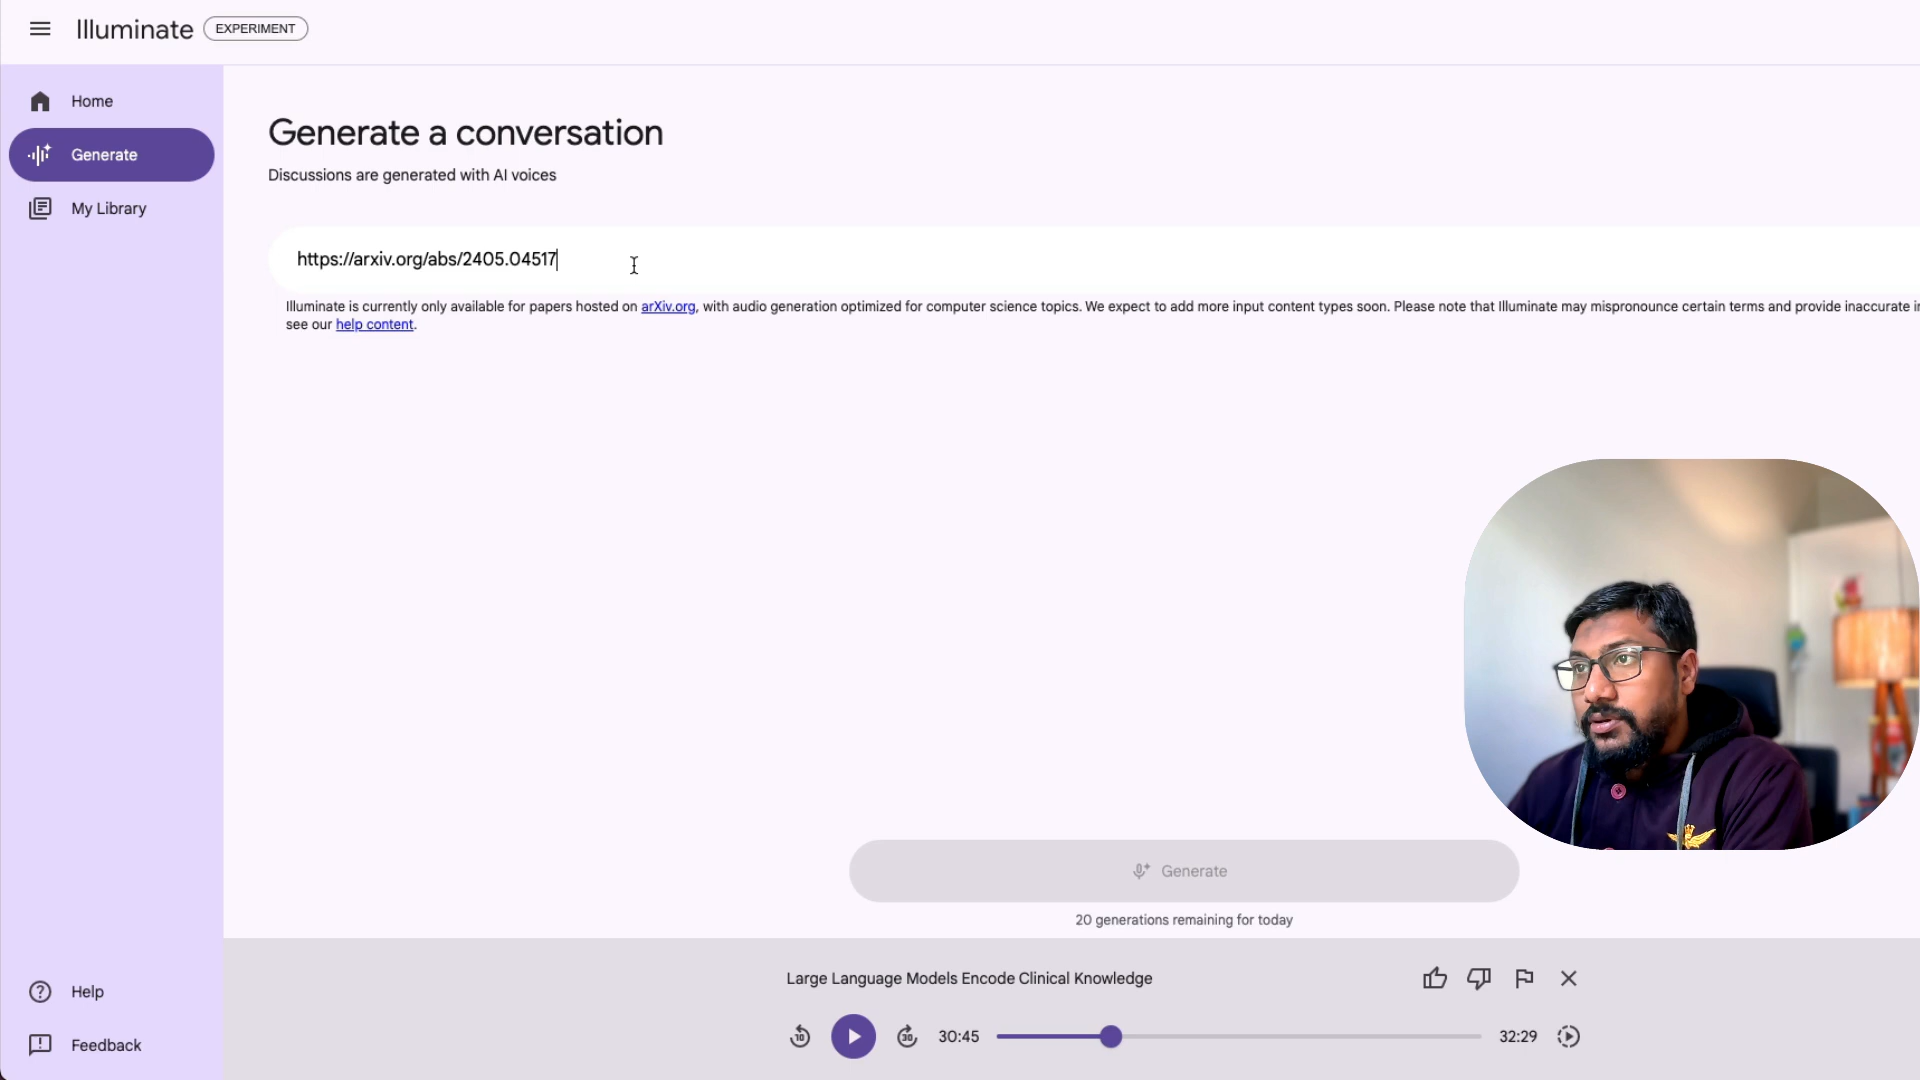 Illuminate EXPERIMENT
Home
Generate
My Library
Generate a conversation
Discussions are generated with AI voices
https://arxiv.org/abs/2405.04517
Illuminate is currently only available for papers hosted on arXiv.org, with audio generation optimized for computer science topics. We expect to add more input content types soon. Please note that Illuminate may mispronounce certain terms and provide inaccurate
see our help content.
Generate
20 generations remaining for today
Large Language Models Encode Clinical Knowledge
10
30
30:45
32:29
Help
Feedback